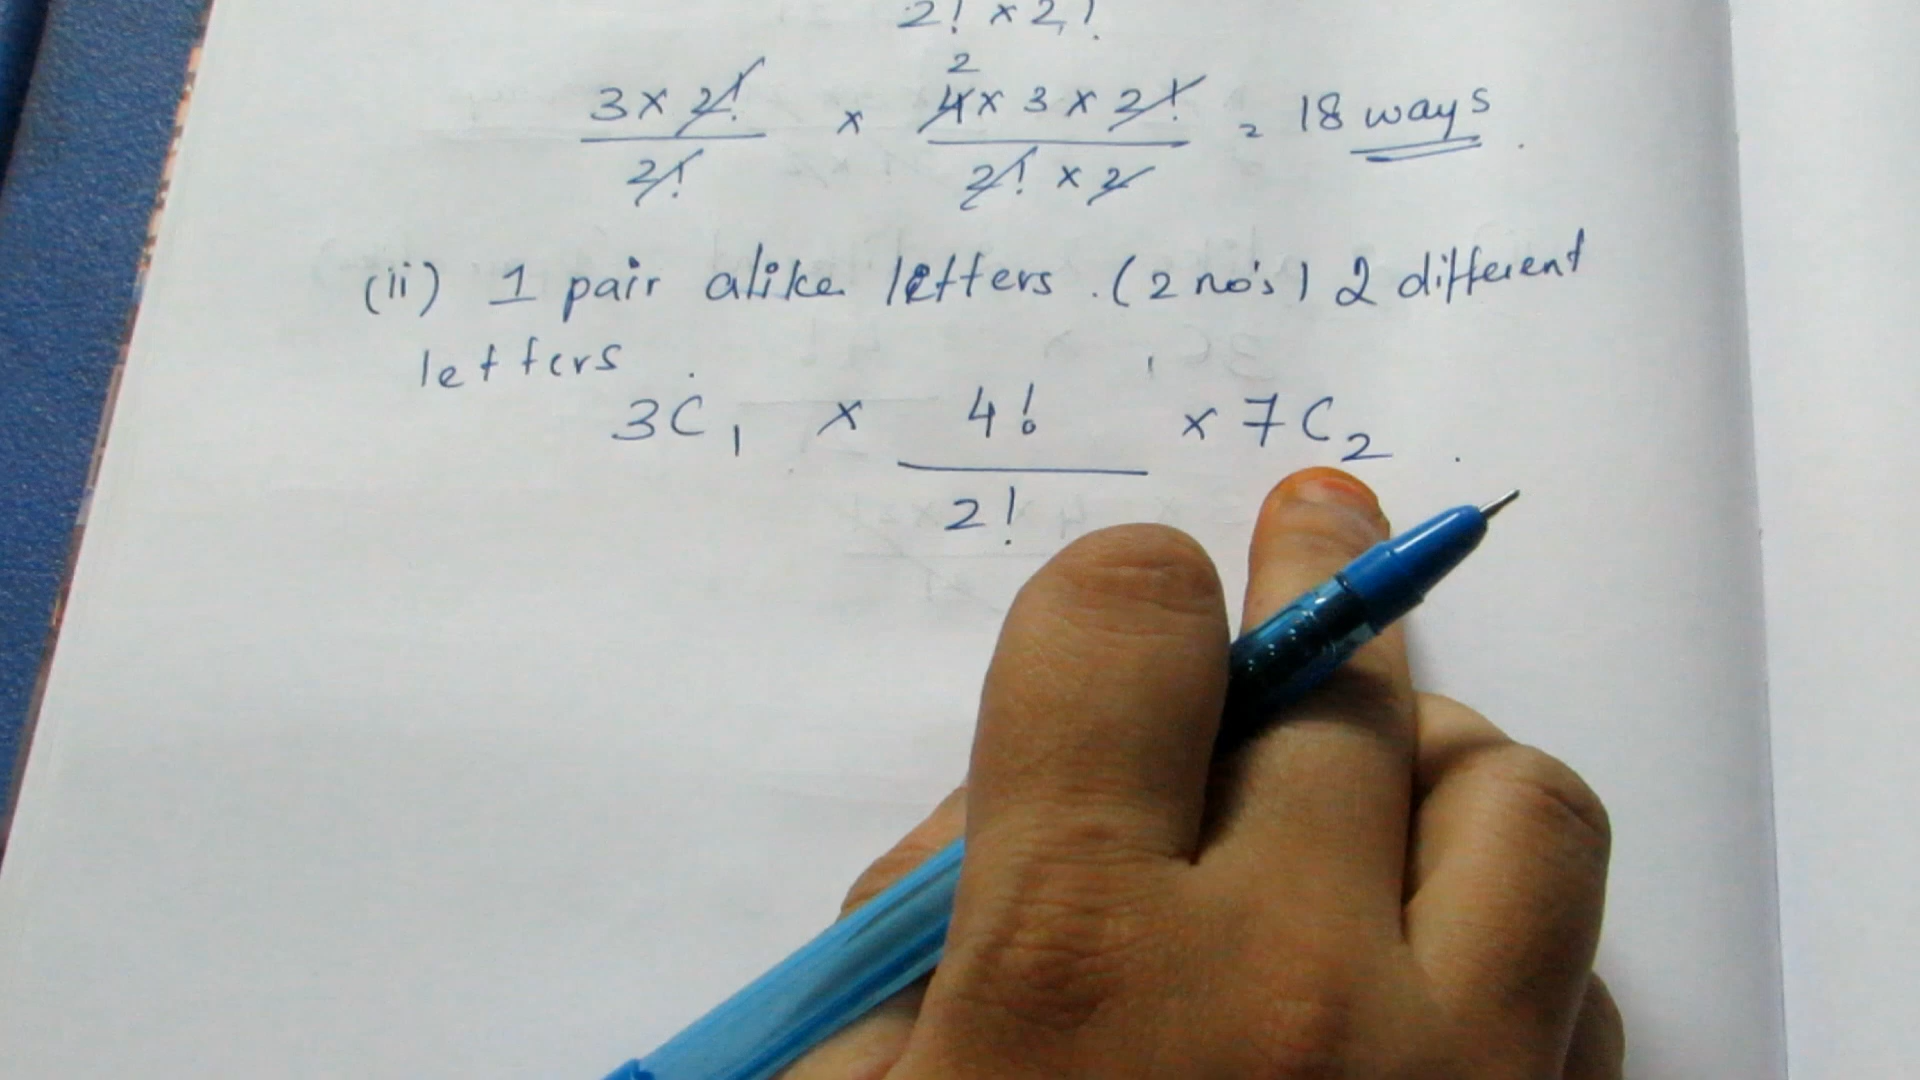 2! × 2!
2
3 × 2! × 4 × 3 × 2! = 18 ways.
2! 2! × 2
(ii) 1 pair alike letters. (2 no's) 2 different
letters.
3C1 × 4! × 7C2.
2!